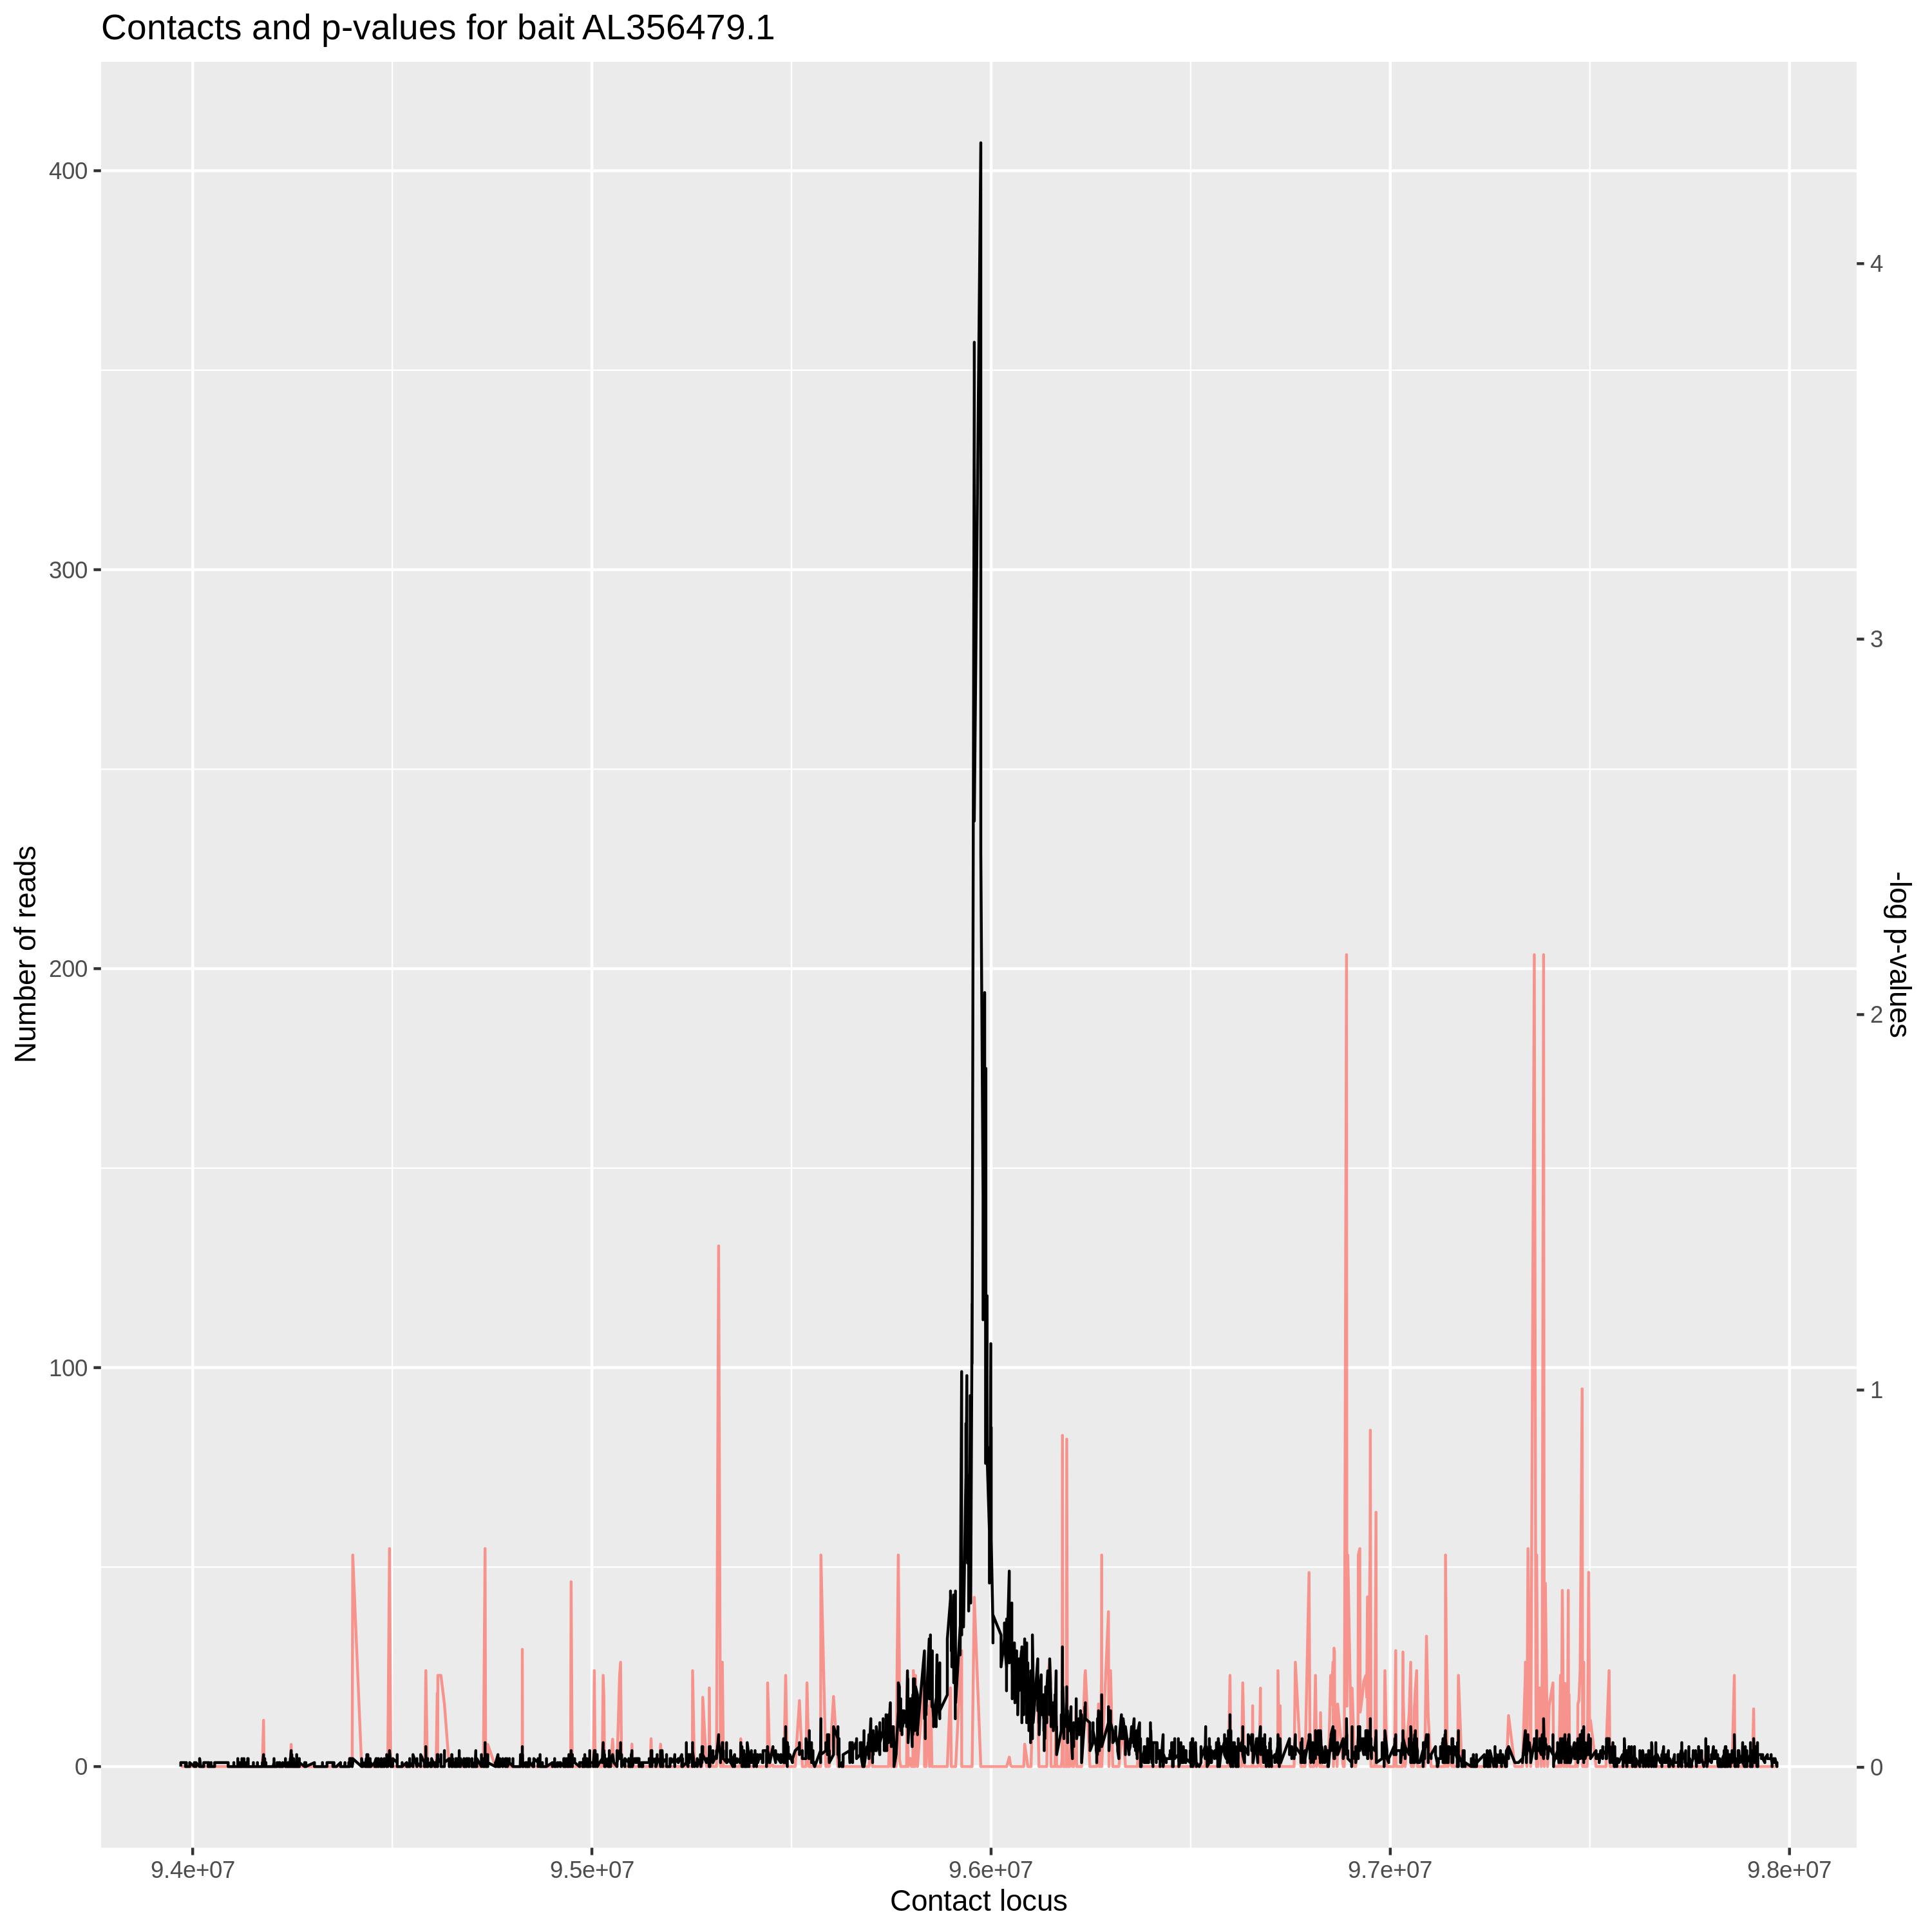 Contacts and p-values for bait AL356479.1
400
300
200
100
0
Number of reads
4
3
2
1
0
-log p-values
9.4e+07
9.5e+07
9.6e+07
9.7e+07
9.8e+07
Contact locus